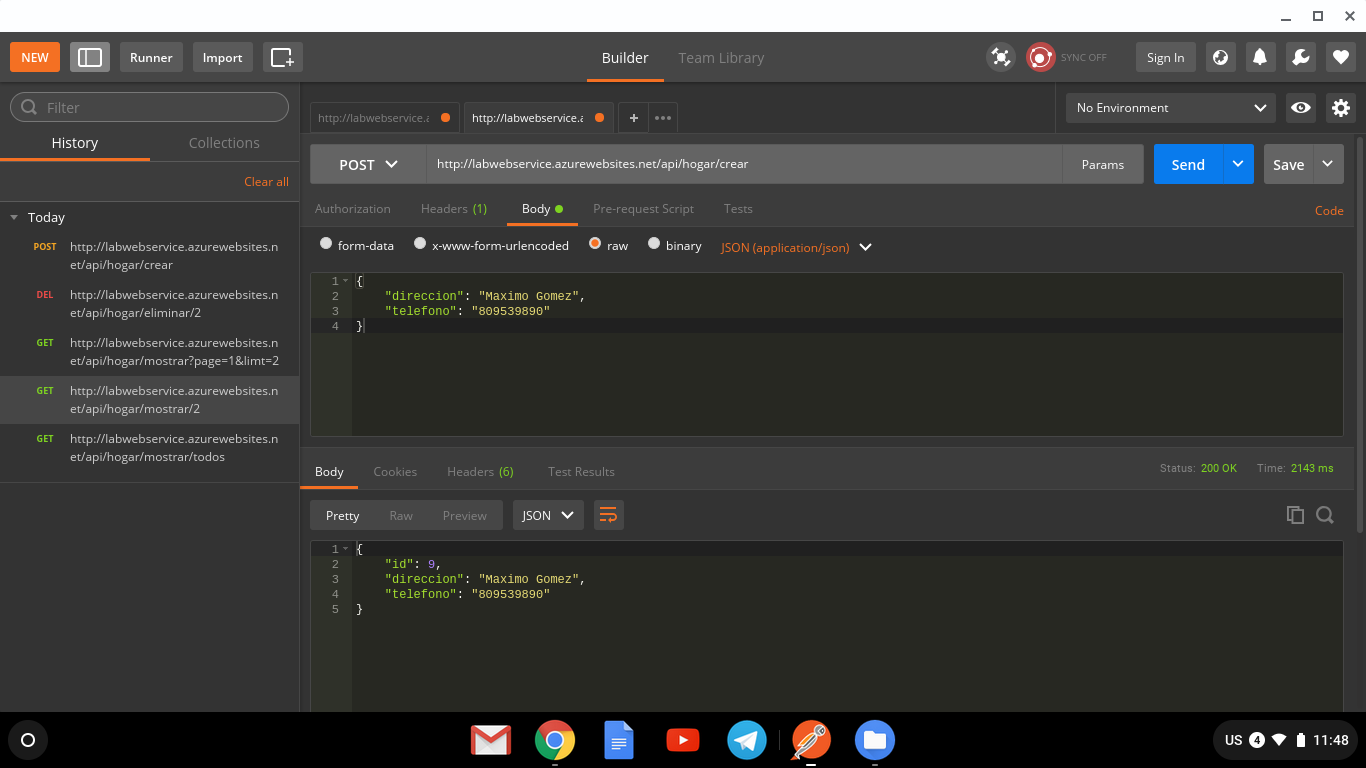 NEW Runner Import Builder Team Library SYNC OFF Sign In
Filter
History Collections
Clear all
Today
POST http://labwebservice.azurewebsites.n
et/api/hogar/crear
DEL http://labwebservice.azurewebsites.n
et/api/hogar/eliminar/2
GET http://labwebservice.azurewebsites.n
et/api/hogar/mostrar?page=1&limt=2
GET http://labwebservice.azurewebsites.n
et/api/hogar/mostrar/2
GET http://labwebservice.azurewebsites.n
et/api/hogar/mostrar/todos
http://labwebservice.a http://labwebservice.a + ••• No Environment
POST http://labwebservice.azurewebsites.net/api/hogar/crear Params Send Save
Authorization Headers (1) Body Pre-request Script Tests Code
form-data x-www-form-urlencoded raw binary JSON (application/json)
1 {
2 "direccion": "Maximo Gomez",
3 "telefono": "809539890"
4 }
Body Cookies Headers (6) Test Results Status: 200 OK Time: 2143 ms
Pretty Raw Preview JSON
1 {
2 "id": 9,
3 "direccion": "Maximo Gomez",
4 "telefono": "809539890"
5 }
US 4 11:48